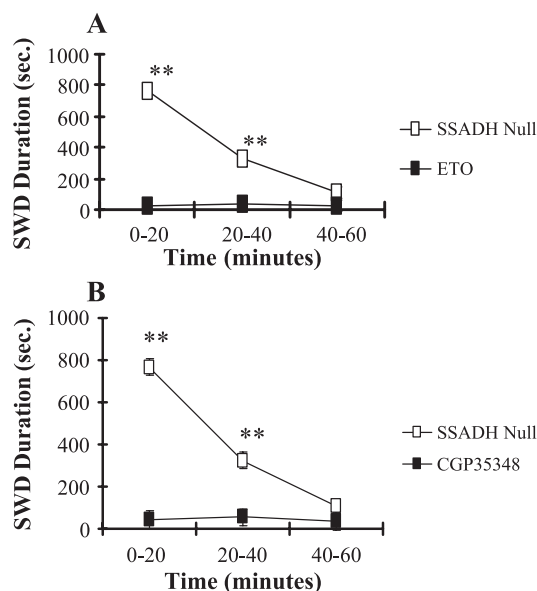 A
1000
800
600
400
200
0
SWD Duration (sec.)
**
**
SSADH Null
ETO
0-20 20-40 40-60
Time (minutes)
B
1000
800
600
400
200
0
SWD Duration (sec.)
**
**
SSADH Null
CGP35348
0-20 20-40 40-60
Time (minutes)